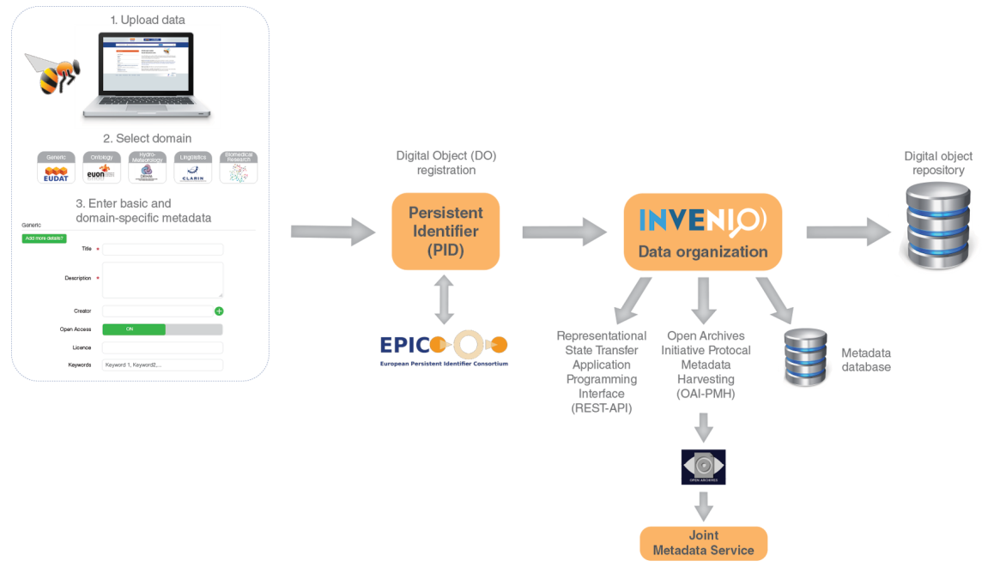 1. Upload data
2. Select domain
Generic
EUDAT
Ontology
euon
Hydro-
Meteorology
DRIHM
Linguistics
CLARIN
Biomedical
Research
3. Enter basic and
domain-specific metadata
Generic
Add more details?
Title *
Description *
Creator
Open Access
ON
Licence
Keywords
Keyword 1, Keyword2,...
Digital Object (DO)
registration
Persistent
Identifier
(PID)
EPIC
European Persistent Identifier Consortium
INVENIO
Data organization
Digital object
repository
Representational
State Transfer
Application
Programming
Interface
(REST-API)
Open Archives
Initiative Protocal
Metadata
Harvesting
(OAI-PMH)
Metadata
database
OPEN ARCHIVES
Joint
Metadata Service